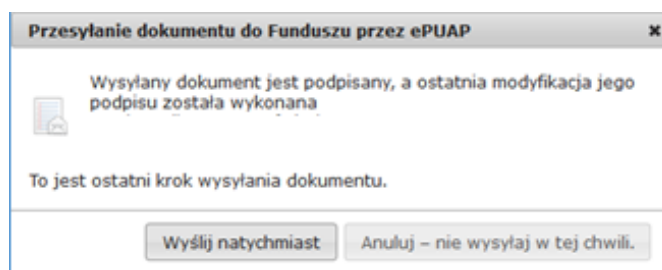 Przesyłanie dokumentu do Funduszu przez ePUAP
Wysyłany dokument jest podpisany, a ostatnia modyfikacja jego
podpisu została wykonana
To jest ostatni krok wysyłania dokumentu.
Wyślij natychmiast
Anuluj – nie wysyłaj w tej chwili.